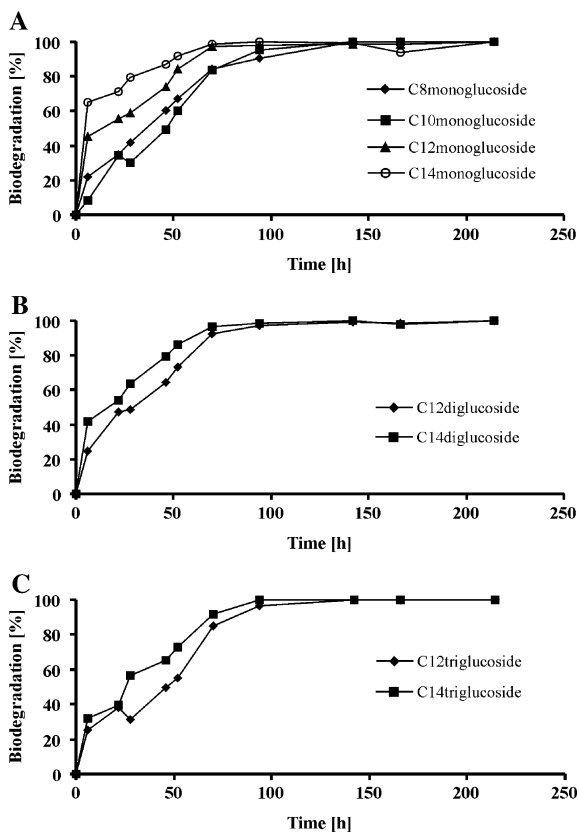 A
Biodegradation [%]
100
80
60
40
20
0
C8monoglucoside
C10monoglucoside
C12monoglucoside
C14monoglucoside
0 50 100 150 200 250
Time [h]
B
Biodegradation [%]
100
80
60
40
20
0
C12diglucoside
C14diglucoside
0 50 100 150 200 250
Time [h]
C
Biodegradation [%]
100
80
60
40
20
0
C12triglucoside
C14triglucoside
0 50 100 150 200 250
Time [h]